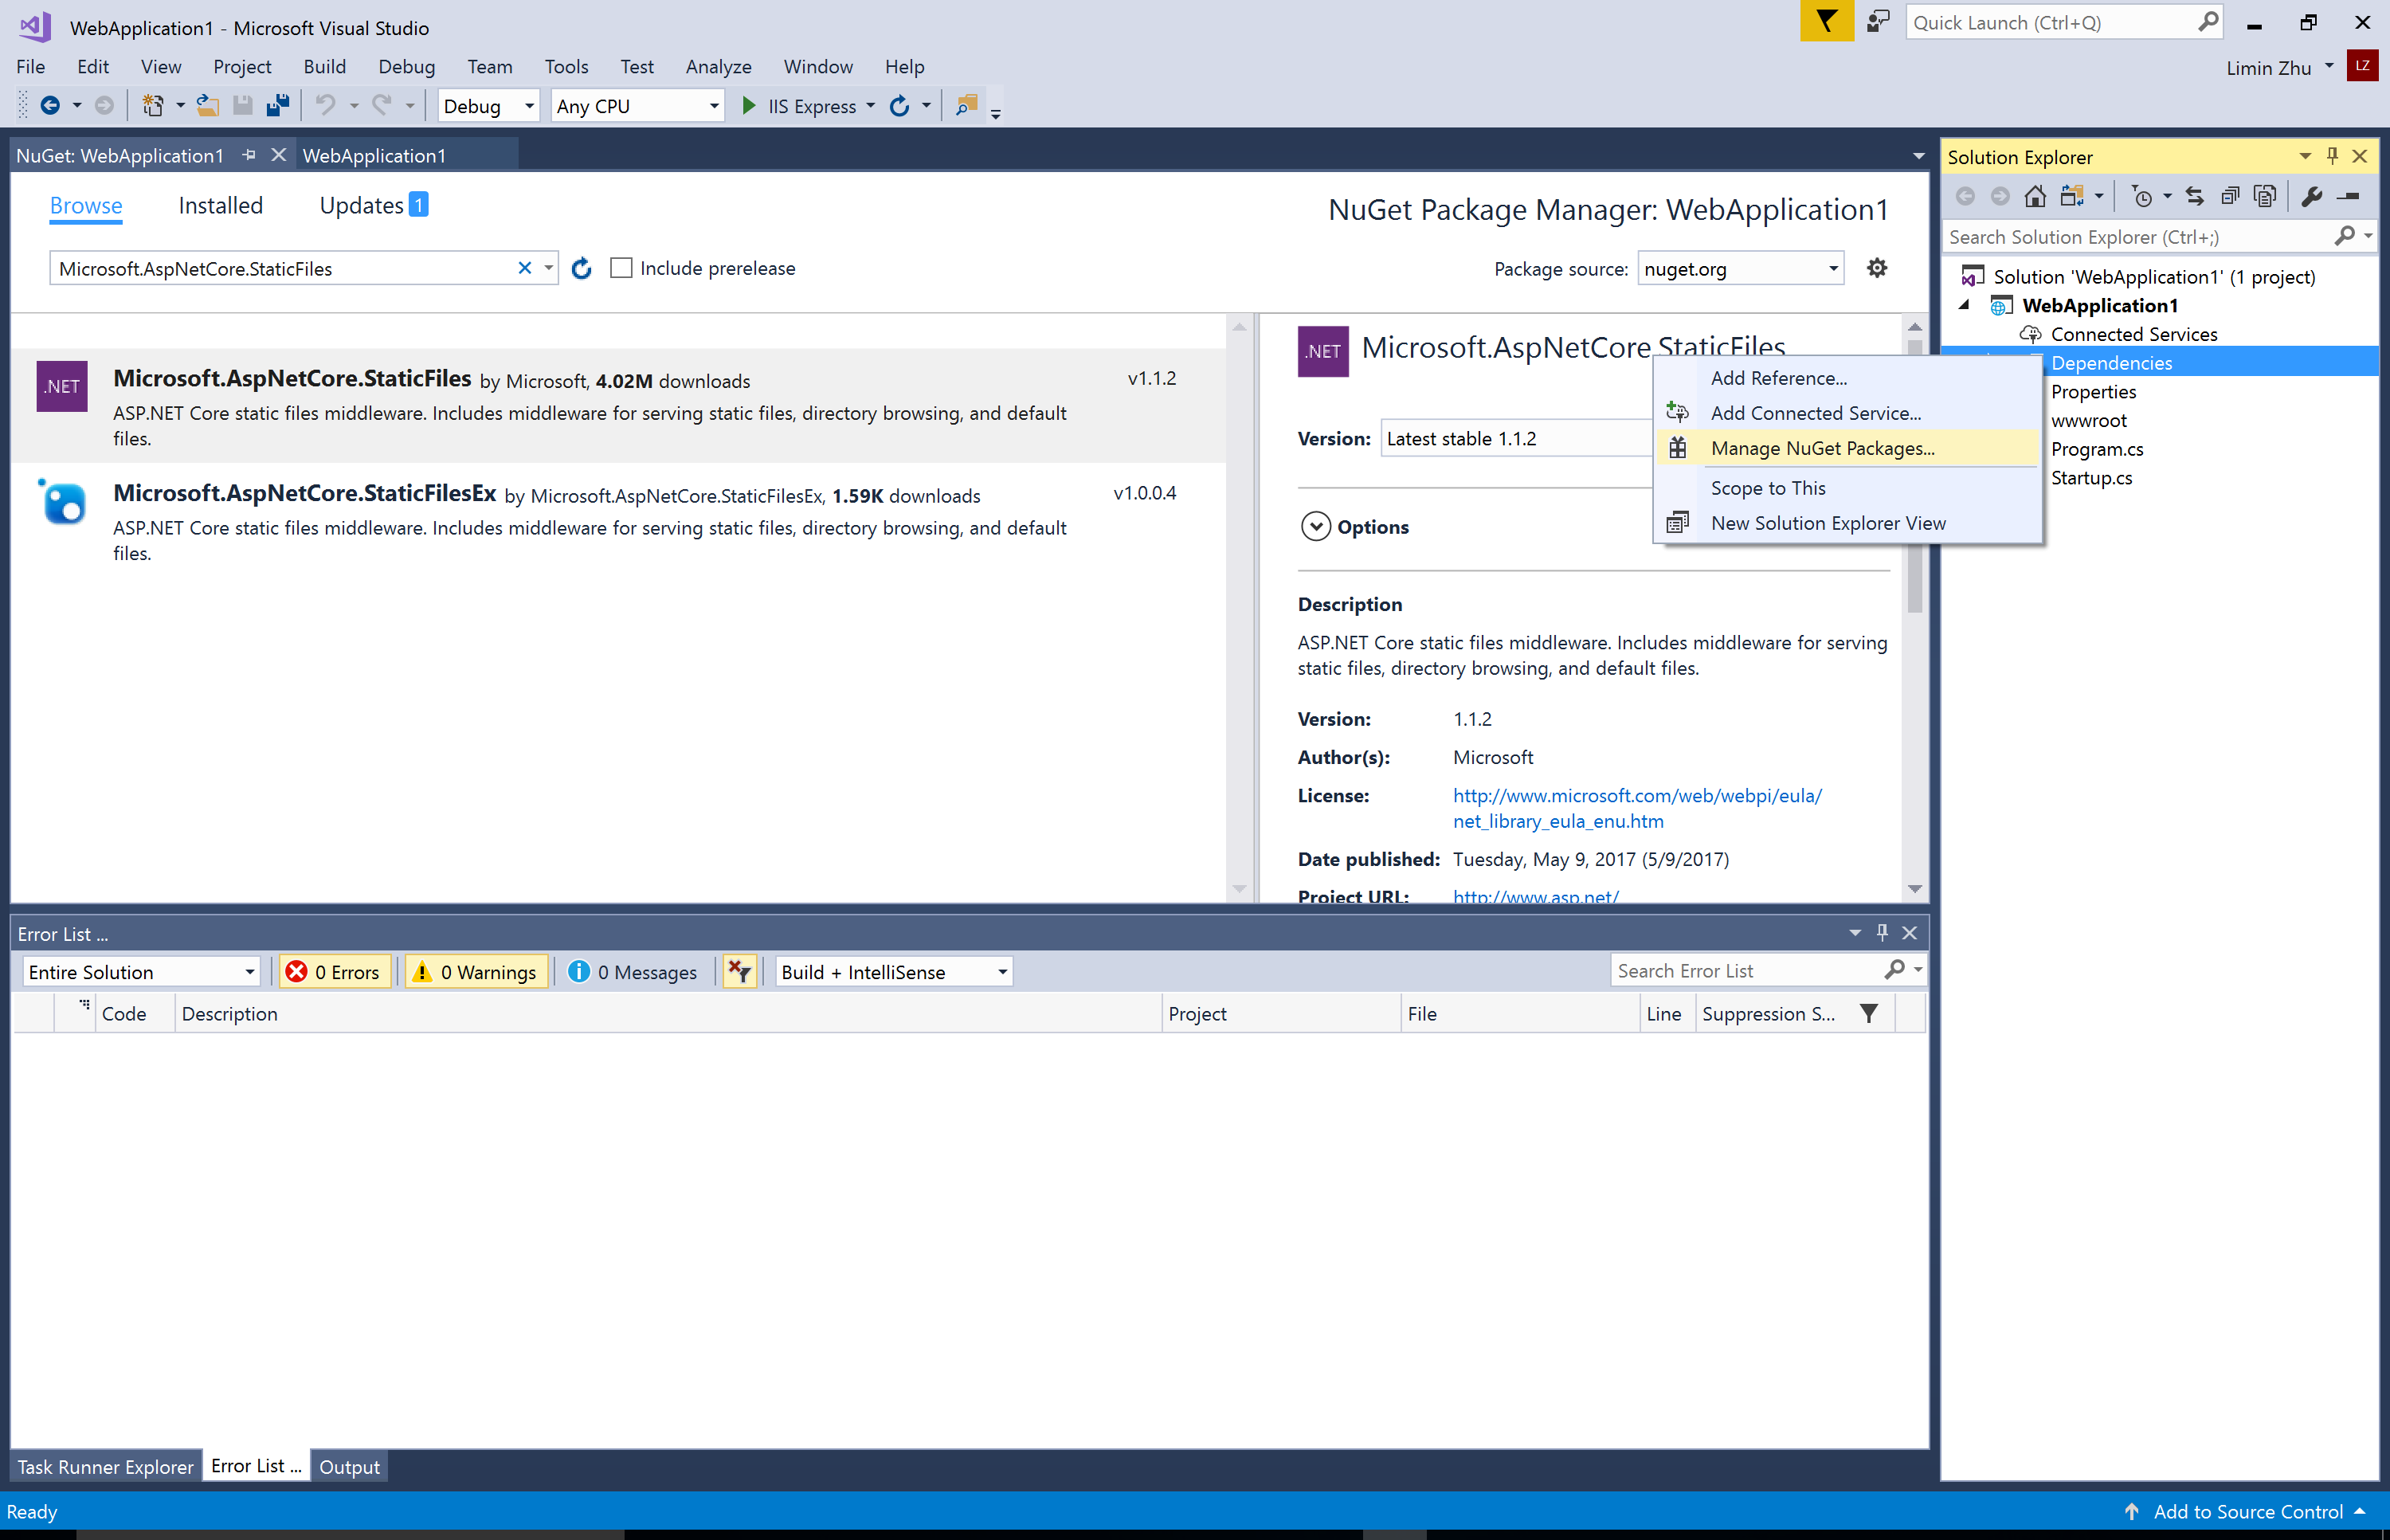 WebApplication1 - Microsoft Visual Studio
Quick Launch (Ctrl+Q)
File Edit View Project Build Debug Team Tools Test Analyze Window Help
Limin Zhu LZ
Debug Any CPU IIS Express
NuGet: WebApplication1 WebApplication1
Browse Installed Updates 1
NuGet Package Manager: WebApplication1
Microsoft.AspNetCore.StaticFiles Include prerelease
Package source: nuget.org
.NET Microsoft.AspNetCore.StaticFiles by Microsoft, 4.02M downloads v1.1.2
ASP.NET Core static files middleware. Includes middleware for serving static files, directory browsing, and default
files.
Microsoft.AspNetCore.StaticFilesEx by Microsoft.AspNetCore.StaticFilesEx, 1.59K downloads v1.0.0.4
ASP.NET Core static files middleware. Includes middleware for serving static files, directory browsing, and default
files.
.NET Microsoft.AspNetCore.StaticFiles
Version: Latest stable 1.1.2
Options
Description
ASP.NET Core static files middleware. Includes middleware for serving
static files, directory browsing, and default files.
Version: 1.1.2
Author(s): Microsoft
License: http://www.microsoft.com/web/webpi/eula/
net_library_eula_enu.htm
Date published: Tuesday, May 9, 2017 (5/9/2017)
Project URL: http://www.asp.net/
Add Reference...
Add Connected Service...
Manage NuGet Packages...
Scope to This
New Solution Explorer View
Solution Explorer
Search Solution Explorer (Ctrl+;)
Solution 'WebApplication1' (1 project)
WebApplication1
Connected Services
Dependencies
Properties
wwwroot
Program.cs
Startup.cs
Error List ...
Entire Solution 0 Errors 0 Warnings 0 Messages Build + IntelliSense Search Error List
Code Description Project File Line Suppression S...
Task Runner Explorer Error List ... Output
Ready Add to Source Control